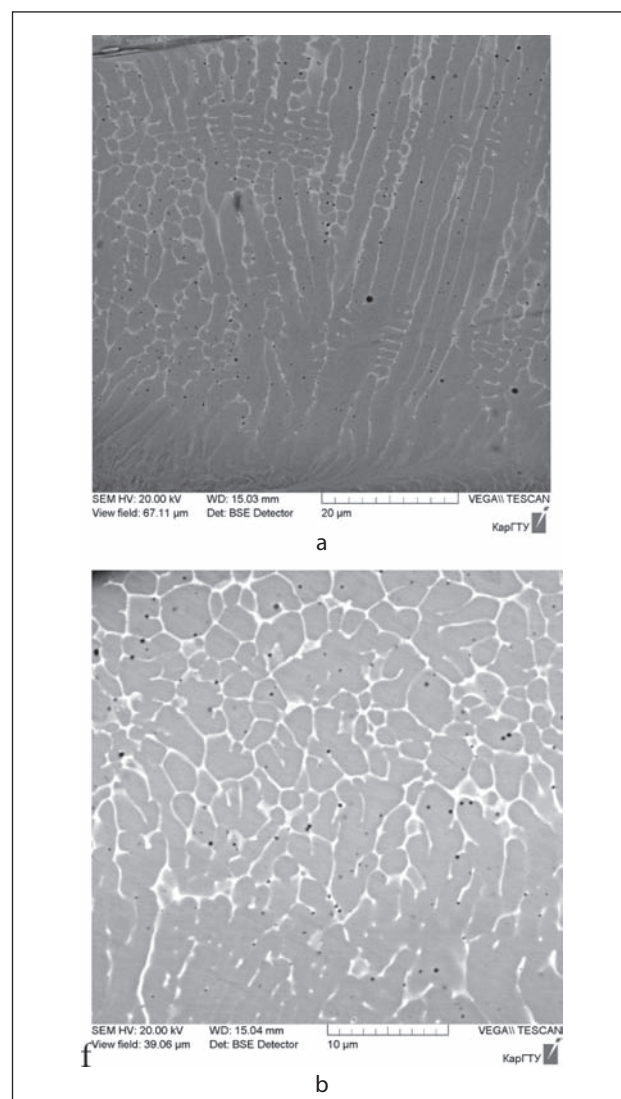 SEM HV: 20.00 kV WD: 15.03 mm VEGA\\ TESCAN
View field: 67.11 µm Det: BSE Detector 20 µm
КарГТУ
a
SEM HV: 20.00 kV WD: 15.04 mm VEGA\\ TESCAN
View field: 39.06 µm Det: BSE Detector 10 µm
f
КарГТУ
b